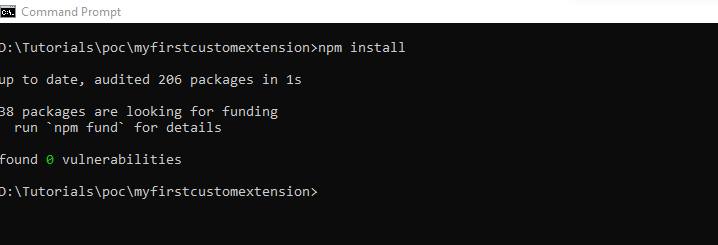 Command Prompt
D:\Tutorials\poc\myfirstcustomextension>npm install
up to date, audited 206 packages in 1s
38 packages are looking for funding
run `npm fund` for details
found 0 vulnerabilities
D:\Tutorials\poc\myfirstcustomextension>